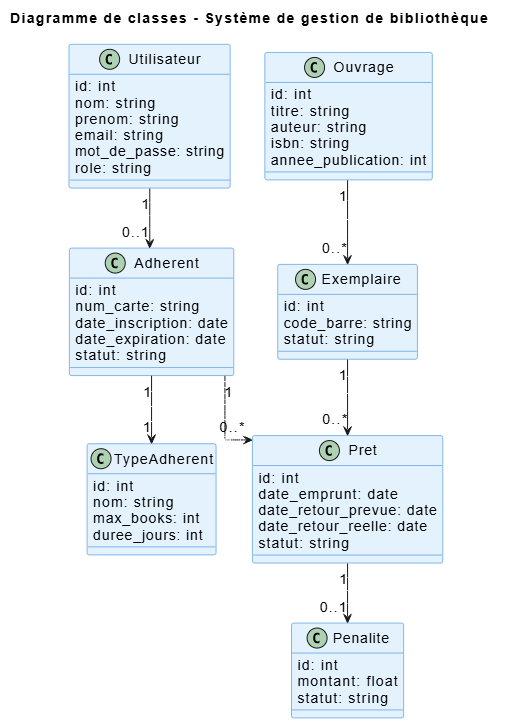 Diagramme de classes - Système de gestion de bibliothèque
C Utilisateur
id: int
nom: string
prenom: string
email: string
mot_de_passe: string
role: string
C Ouvrage
id: int
titre: string
auteur: string
isbn: string
annee_publication: int
1
0..1
1
0..*
C Adherent
id: int
num_carte: string
date_inscription: date
date_expiration: date
statut: string
C Exemplaire
id: int
code_barre: string
statut: string
1
1
1
0..*
1
0..*
C TypeAdherent
id: int
nom: string
max_books: int
duree_jours: int
C Pret
id: int
date_emprunt: date
date_retour_prevue: date
date_retour_reelle: date
statut: string
1
0..1
C Penalite
id: int
montant: float
statut: string